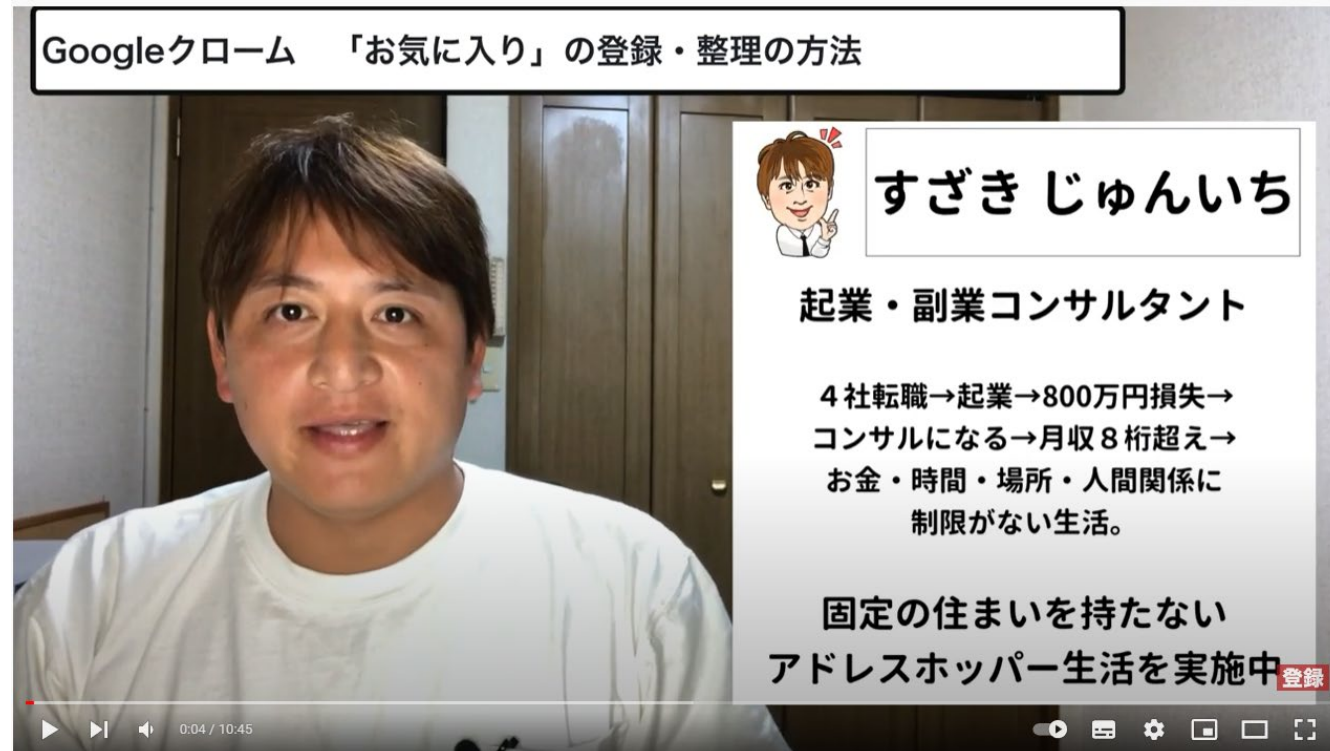 Googleクローム　「お気に入り」の登録・整理の方法
すざき じゅんいち
起業・副業コンサルタント
４社転職→起業→800万円損失→
コンサルになる→月収８桁超え→
お金・時間・場所・人間関係に
制限がない生活。
固定の住まいを持たない
アドレスホッパー生活を実施中
登録
0:04 / 10:45